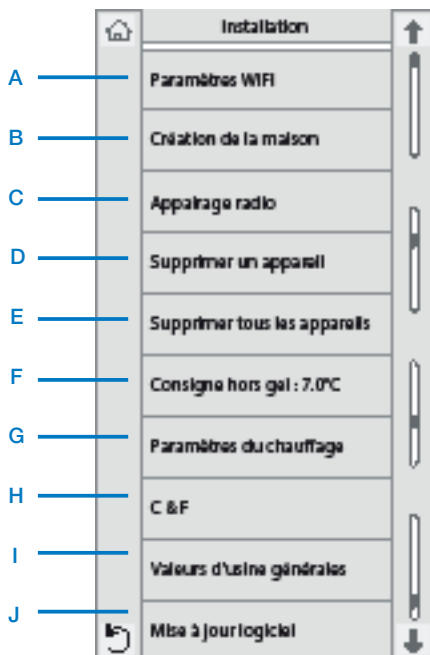 Installation
A Paramètres WIFI
B Création de la maison
C Appairage radio
D Supprimer un appareil
E Supprimer tous les appareils
F Consigne hors gel : 7.0°C
G Paramètres du chauffage
H C & F
I Valeurs d'usine générales
J Mise à jour logiciel